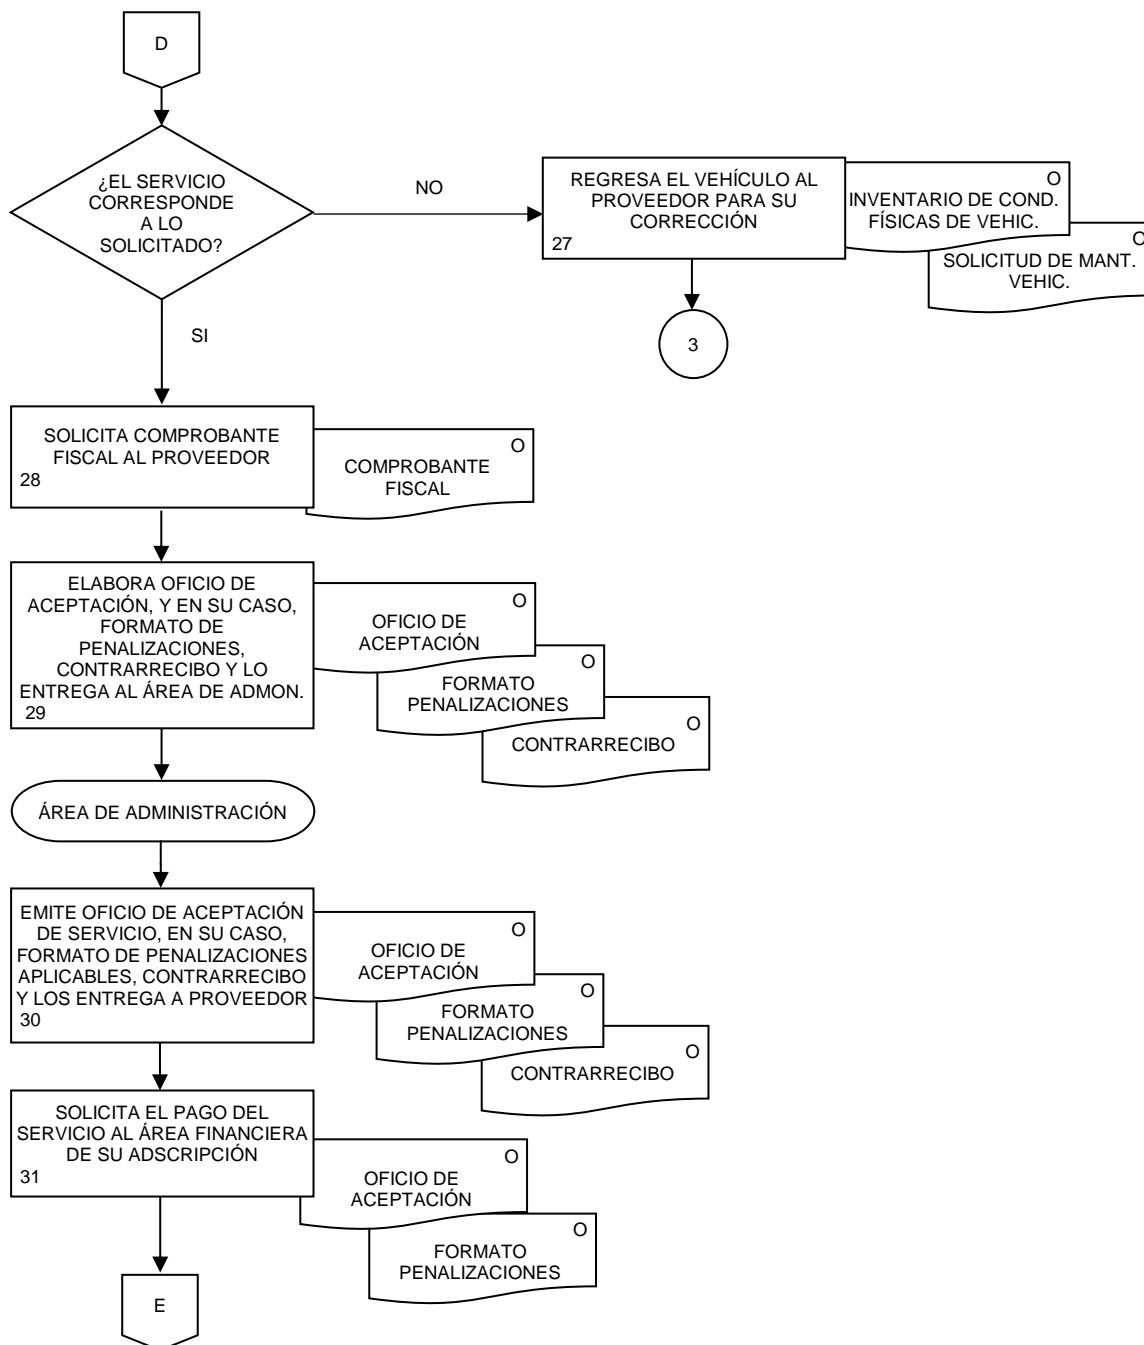 D
¿EL SERVICIO
CORRESPONDE
A LO
SOLICITADO?
NO
REGRESA EL VEHÍCULO AL
PROVEEDOR PARA SU
CORRECCIÓN
27
O
INVENTARIO DE COND.
FÍSICAS DE VEHIC.
O
SOLICITUD DE MANT.
VEHIC.
3
SI
SOLICITA COMPROBANTE
FISCAL AL PROVEEDOR
28
O
COMPROBANTE
FISCAL
ELABORA OFICIO DE
ACEPTACIÓN, Y EN SU CASO,
FORMATO DE
PENALIZACIONES,
CONTRARRECIBO Y LO
ENTREGA AL ÁREA DE ADMON.
29
O
OFICIO DE
ACEPTACIÓN
O
FORMATO
PENALIZACIONES
O
CONTRARRECIBO
ÁREA DE ADMINISTRACIÓN
EMITE OFICIO DE ACEPTACIÓN
DE SERVICIO, EN SU CASO,
FORMATO DE PENALIZACIONES
APLICABLES, CONTRARRECIBO
Y LOS ENTREGA A PROVEEDOR
30
O
OFICIO DE
ACEPTACIÓN
O
FORMATO
PENALIZACIONES
O
CONTRARRECIBO
SOLICITA EL PAGO DEL
SERVICIO AL ÁREA FINANCIERA
DE SU ADSCRIPCIÓN
31
O
OFICIO DE
ACEPTACIÓN
O
FORMATO
PENALIZACIONES
E